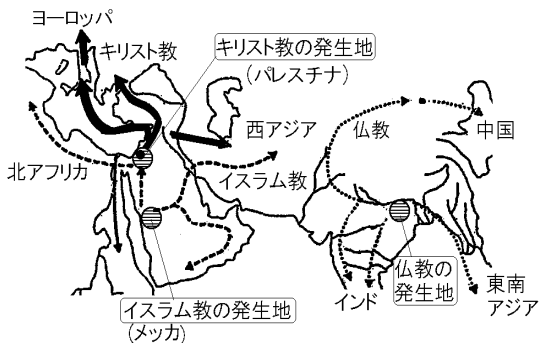 ヨーロッパ
キリスト教
キリスト教の発生地
(パレスチナ)
西アジア
仏教
中国
北アフリカ
イスラム教
イスラム教の発生地
(メッカ)
インド
仏教の
発生地
東南
アジア